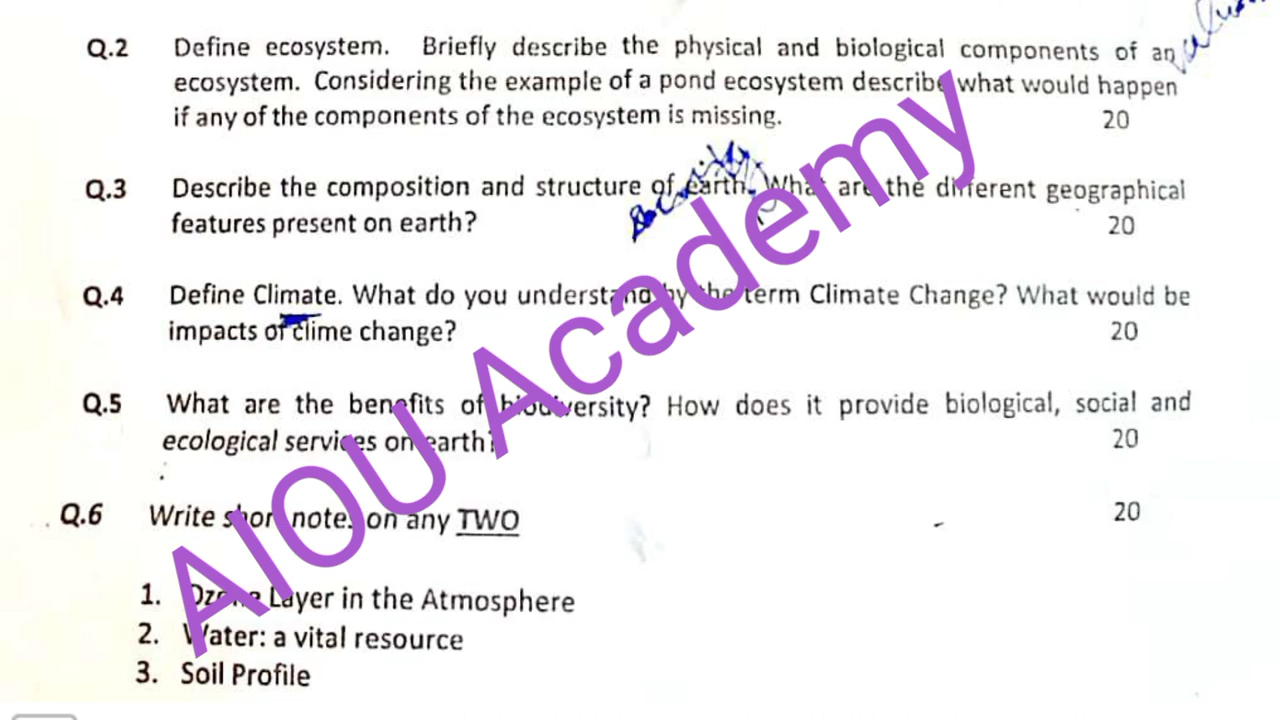 Q.2 Define ecosystem. Briefly describe the physical and biological components of an
ecosystem. Considering the example of a pond ecosystem describe what would happen
if any of the components of the ecosystem is missing. 20
Q.3 Describe the composition and structure of earth. What are the different geographical
features present on earth? 20
Q.4 Define Climate. What do you understand by the term Climate Change? What would be
impacts of clime change? 20
Q.5 What are the benefits of biodiversity? How does it provide biological, social and
ecological services on earth? 20
Q.6 Write short notes on any TWO 20
1. Ozone Layer in the Atmosphere
2. Water: a vital resource
3. Soil Profile
AIOU Academy